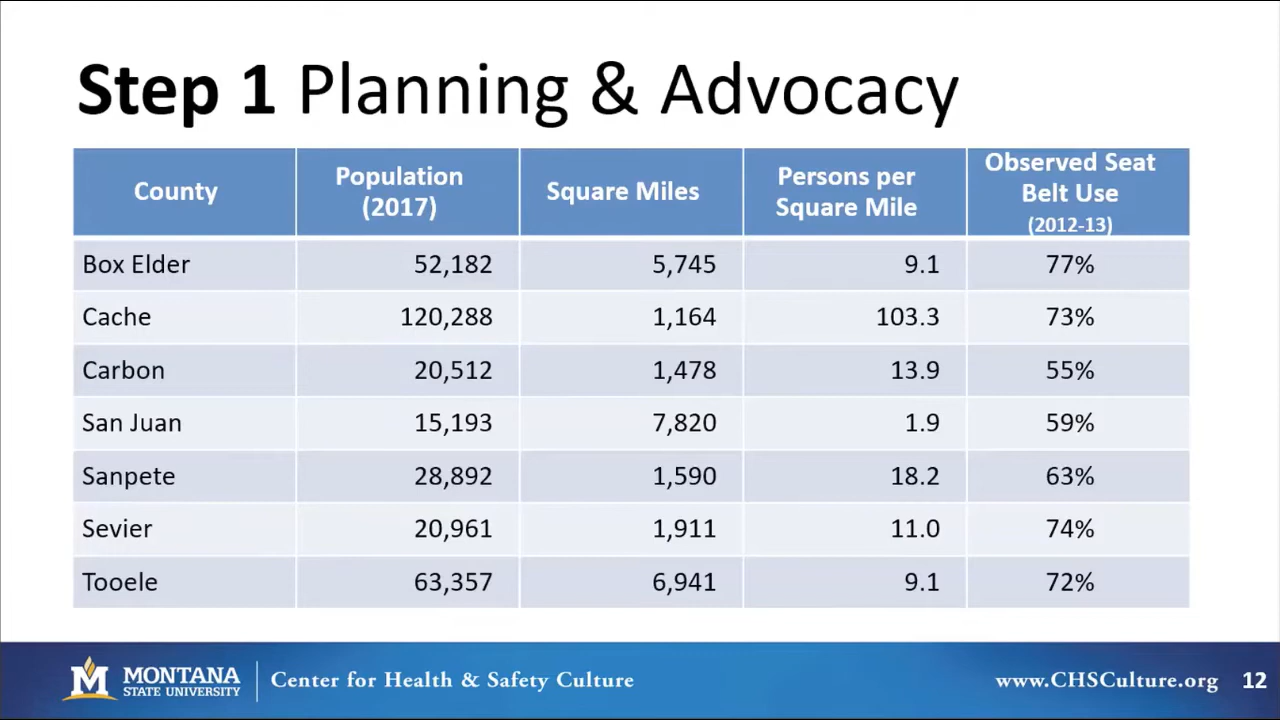 Step 1 Planning & Advocacy
County Population (2017) Square Miles Persons per Square Mile Observed Seat Belt Use (2012-13)
Box Elder 52,182 5,745 9.1 77%
Cache 120,288 1,164 103.3 73%
Carbon 20,512 1,478 13.9 55%
San Juan 15,193 7,820 1.9 59%
Sanpete 28,892 1,590 18.2 63%
Sevier 20,961 1,911 11.0 74%
Tooele 63,357 6,941 9.1 72%
M MONTANA STATE UNIVERSITY Center for Health & Safety Culture www.CHSCulture.org 12